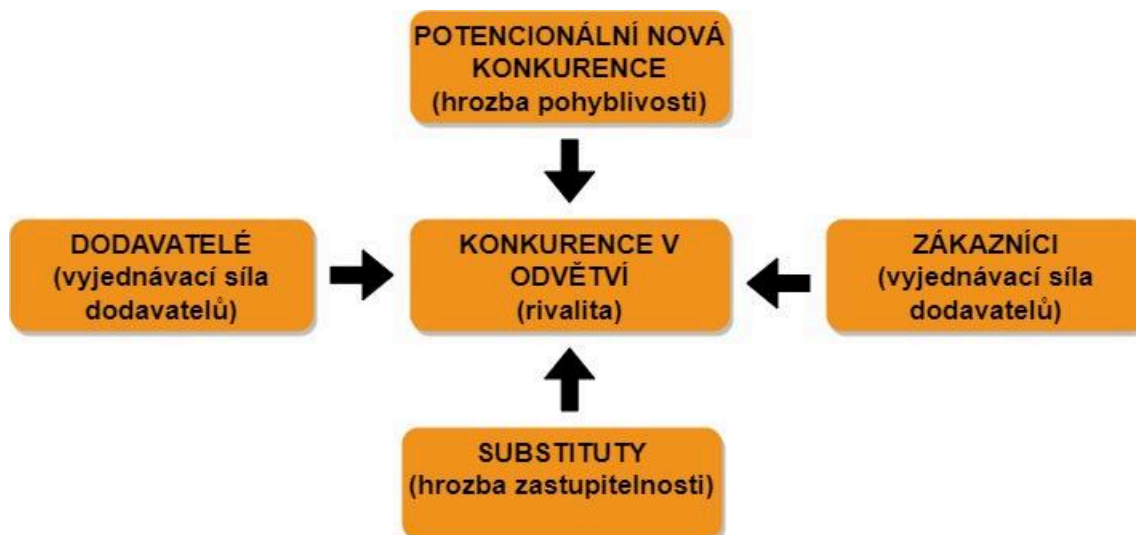 POTENCIONÁLNÍ NOVÁ
KONKURENCE
(hrozba pohyblivosti)
DODAVATELÉ
(vyjednávací síla
dodavatelů)
KONKURENCE V
ODVĚTVÍ
(rivalita)
ZÁKAZNÍCI
(vyjednávací síla
dodavatelů)
SUBSTITUTY
(hrozba zastupitelnosti)